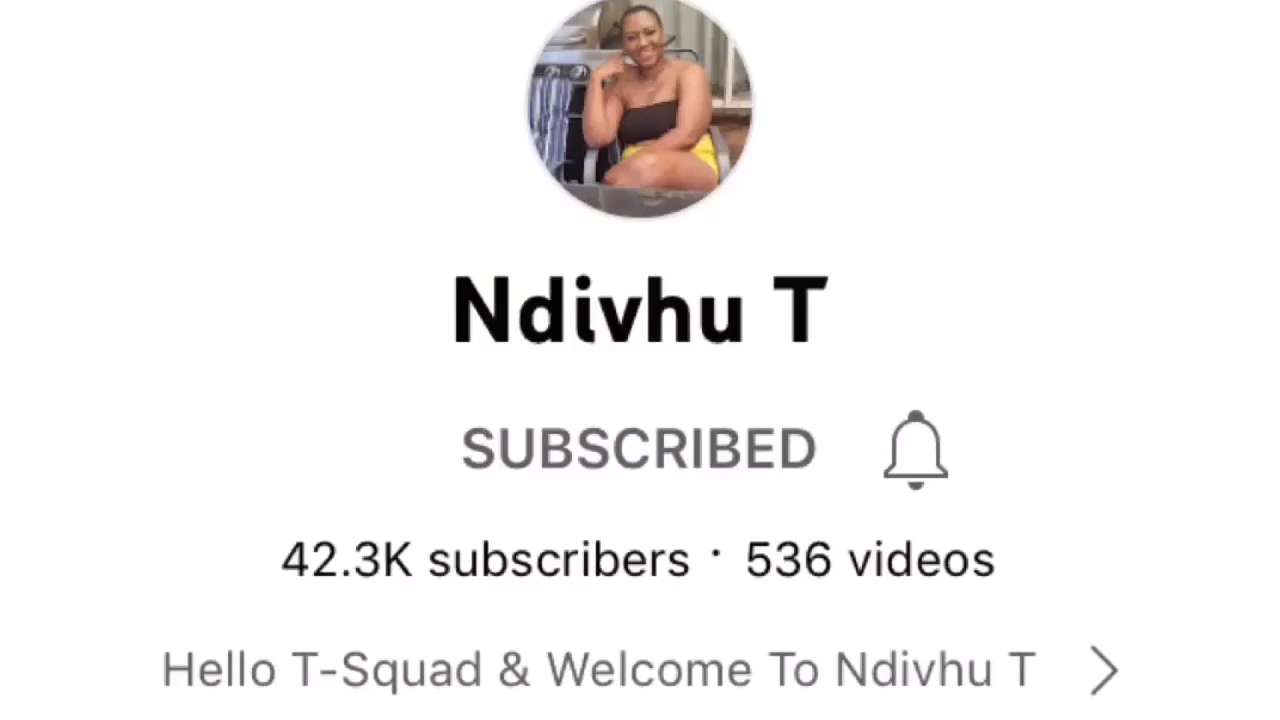 Ndivhu T
SUBSCRIBED
42.3K subscribers · 536 videos
Hello T-Squad & Welcome To Ndivhu T